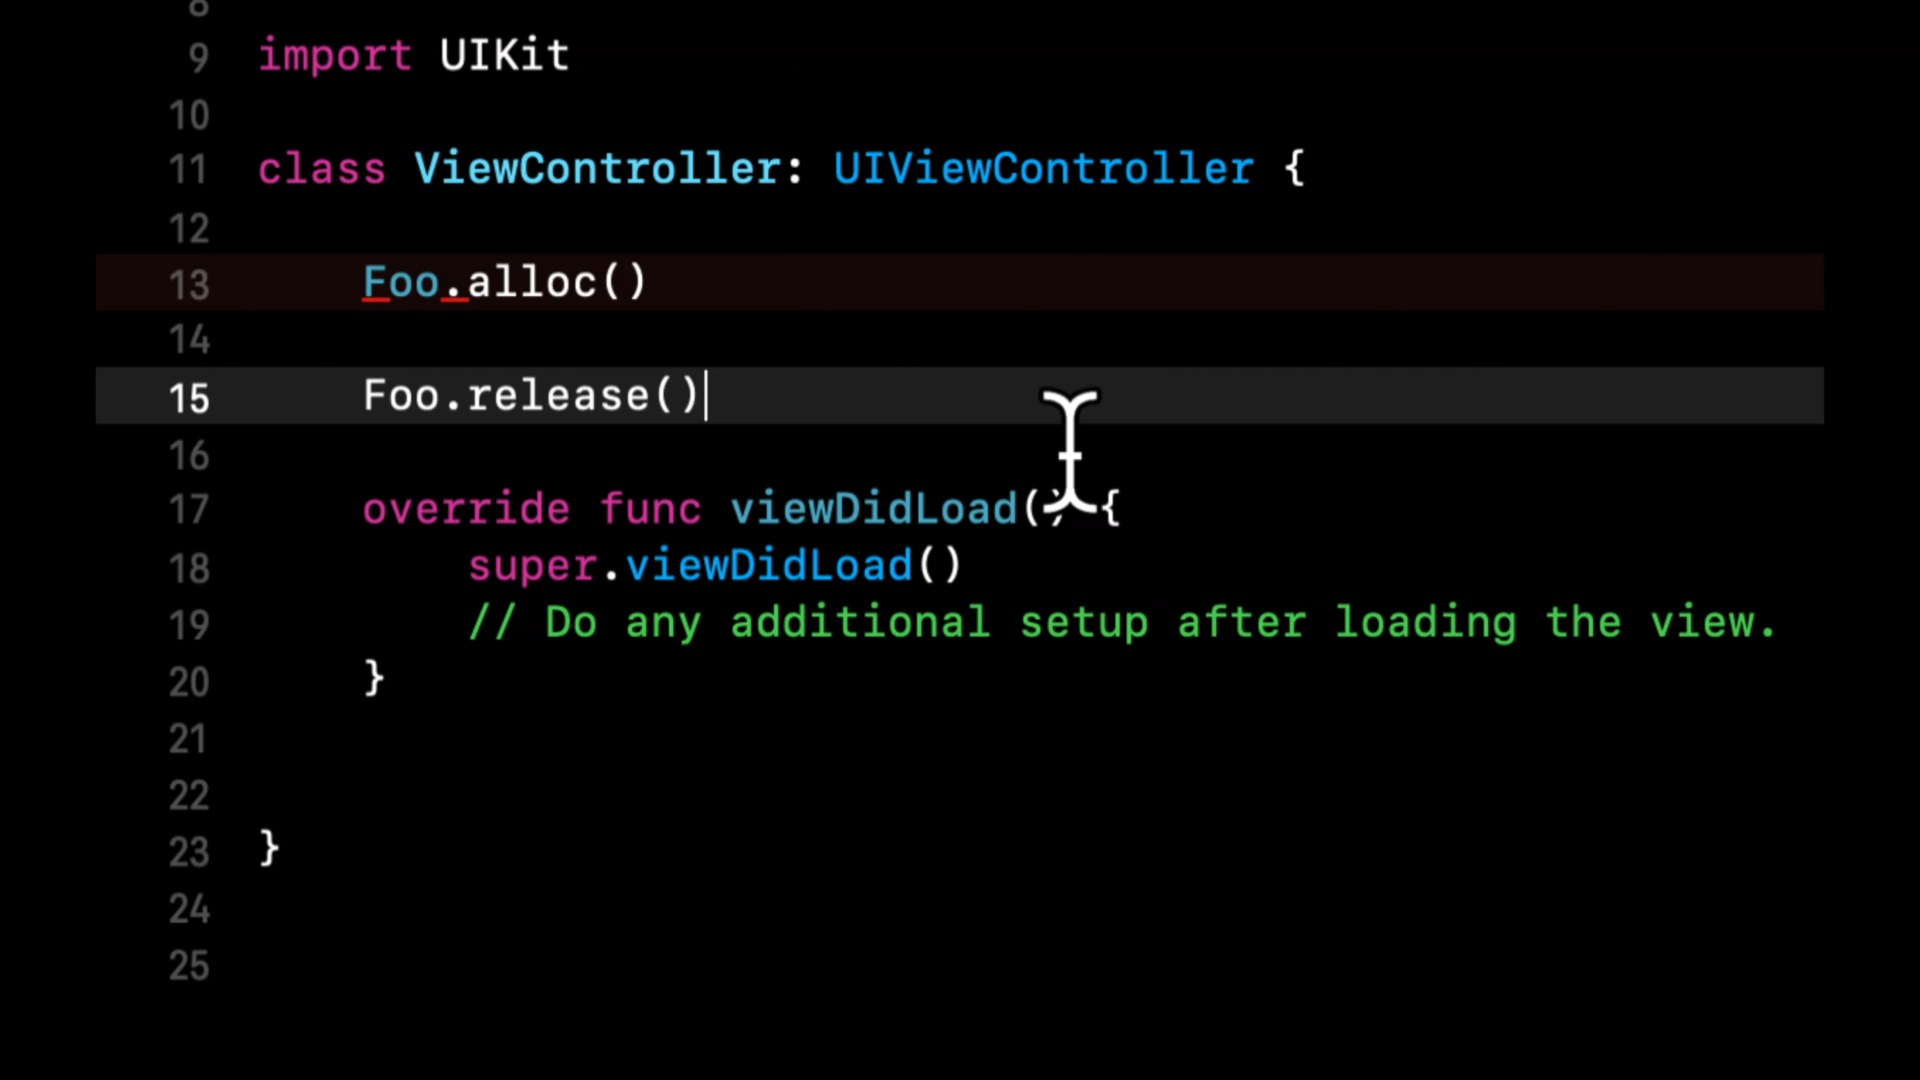 9 import UIKit
10
11 class ViewController: UIViewController {
12
13 Foo.alloc()
14
15 Foo.release()
16
17 override func viewDidLoad() {
18 super.viewDidLoad()
19 // Do any additional setup after loading the view.
20 }
21
22
23 }
24
25